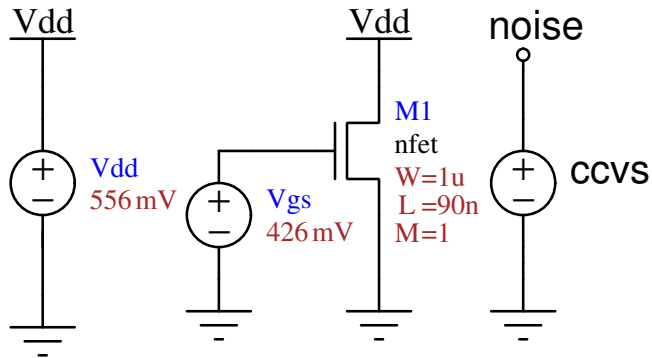 Vdd
Vdd
noise
+
−
Vdd
556 mV
+
−
Vgs
426 mV
M1
nfet
W=1u
L =90n
M=1
+
−
ccvs